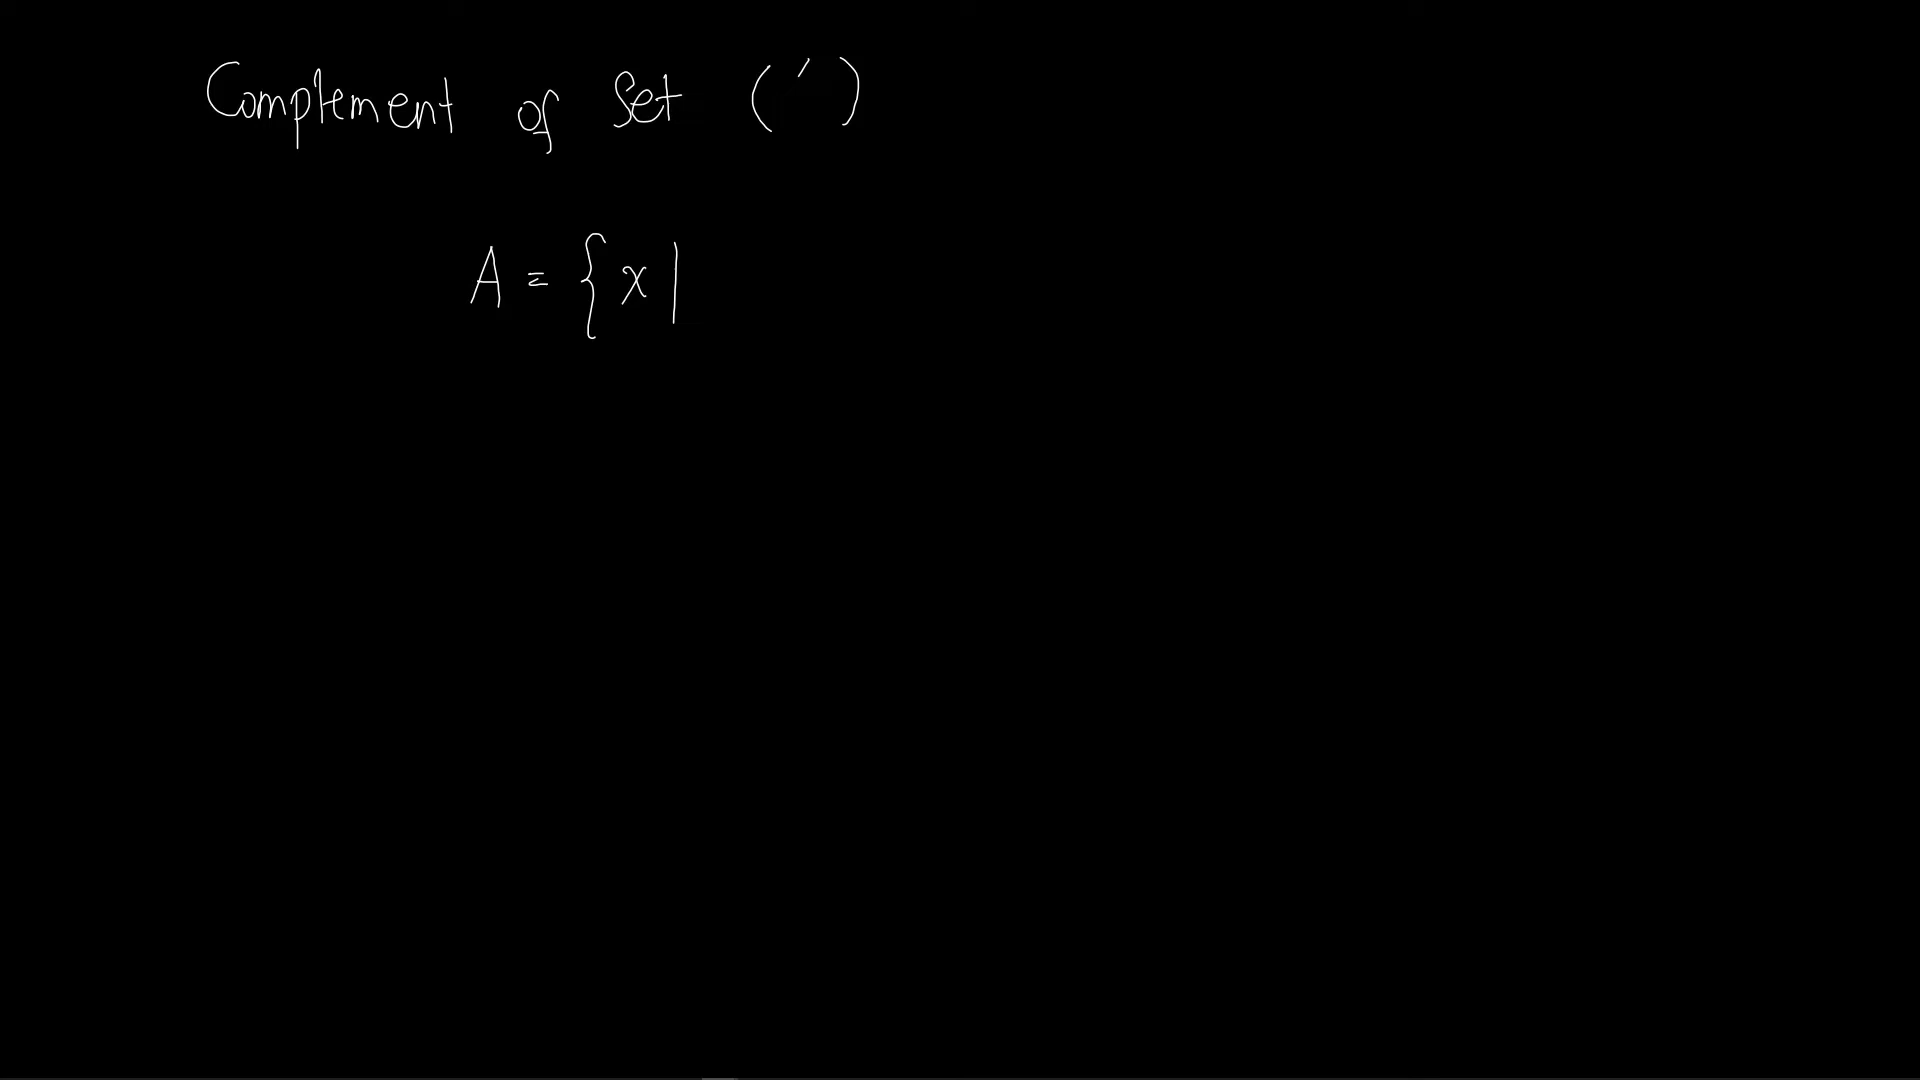 Complement of Set (′)
A = { x |